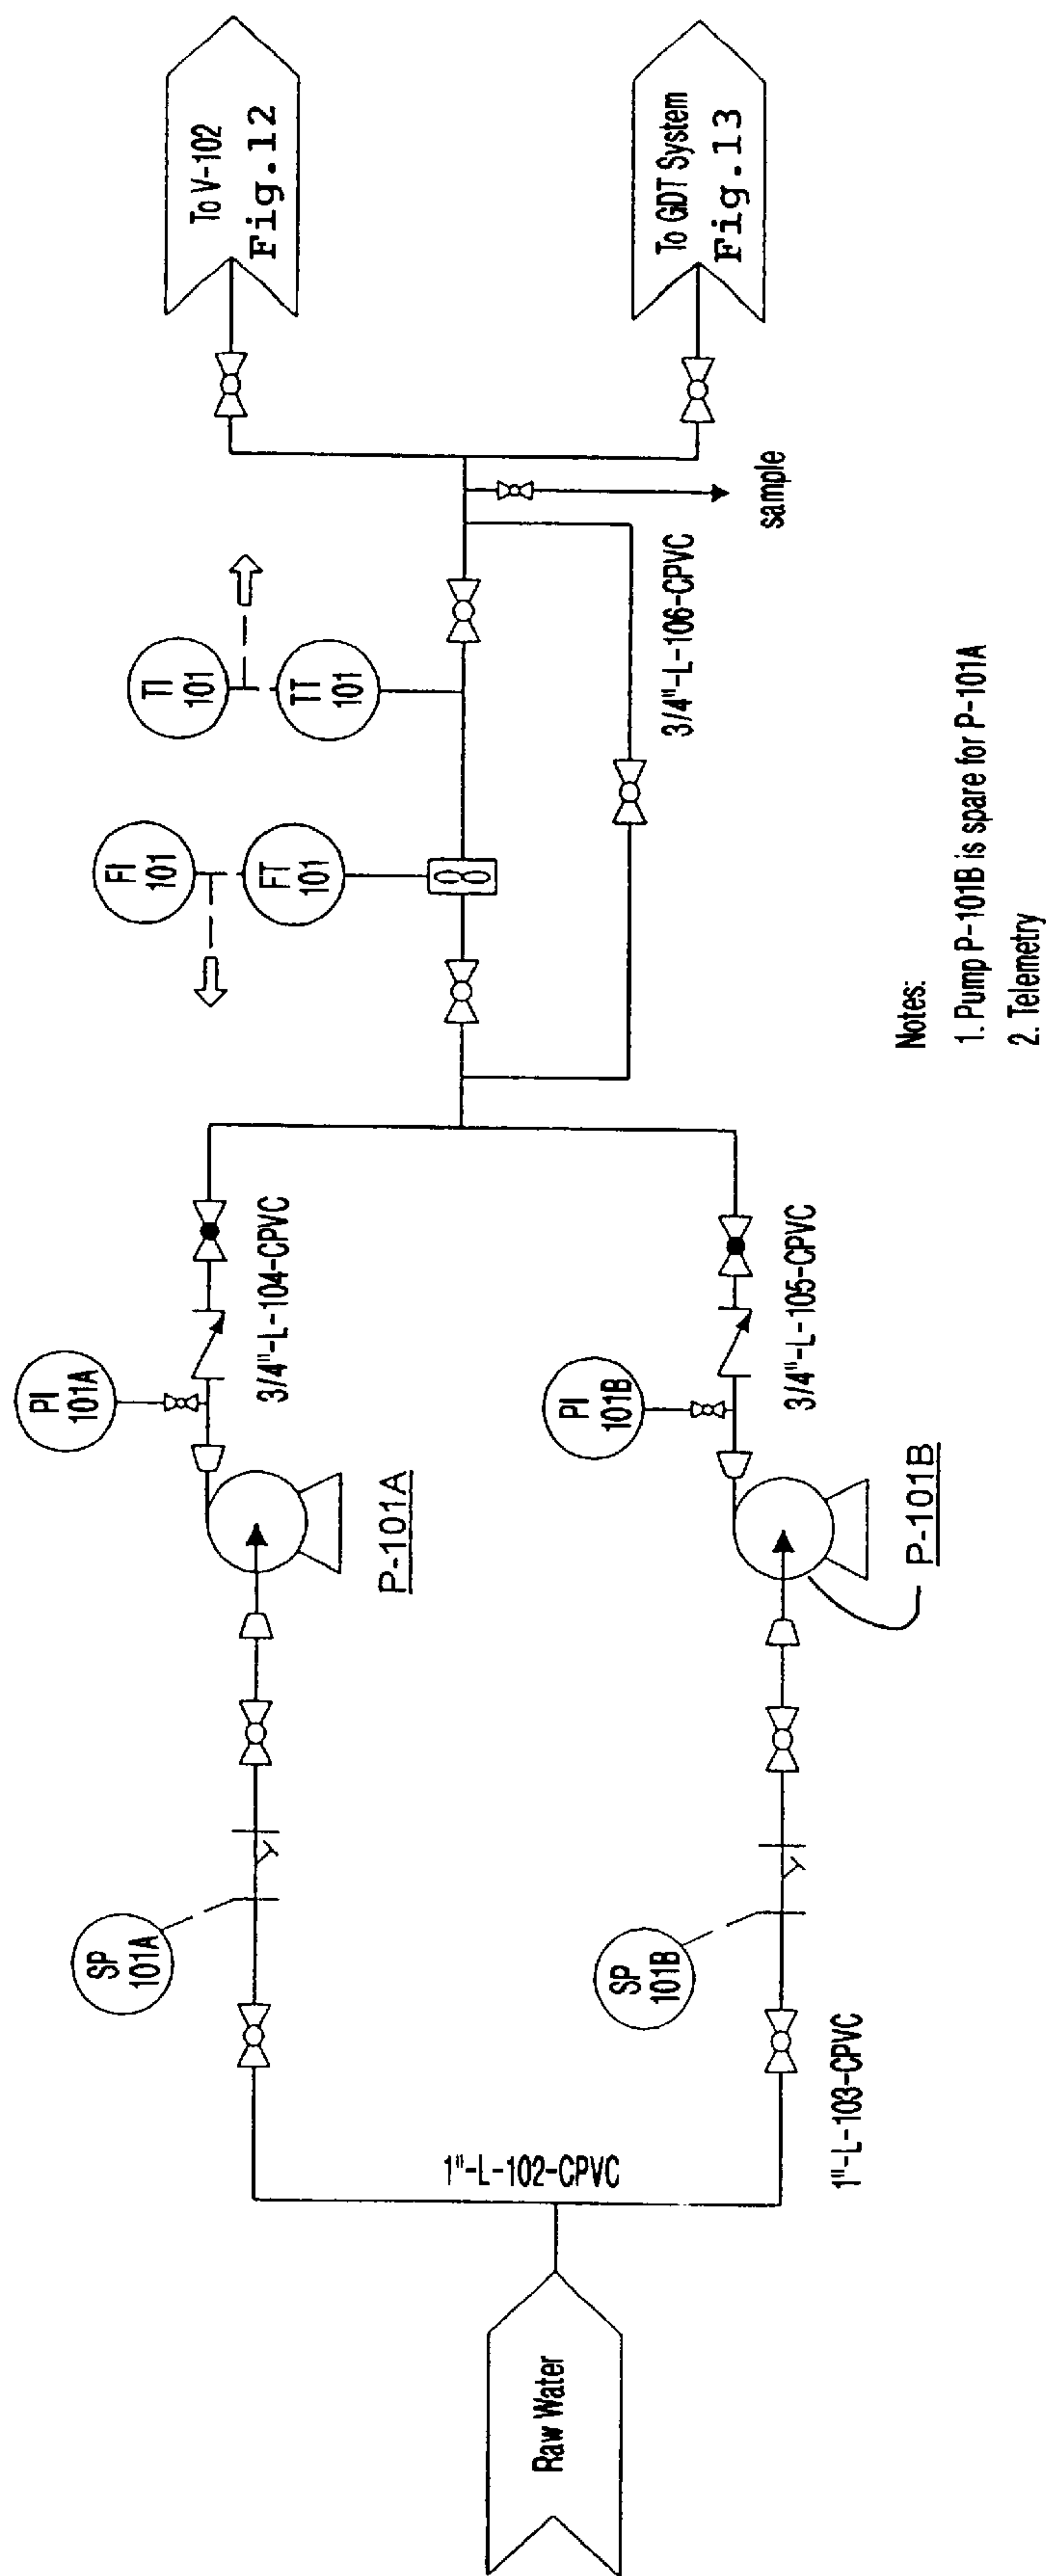 Raw Water
1"-L-102-CPVC
1"-L-103-CPVC
SP
101A
SP
101B
P-101A
P-101B
PI
101A
PI
101B
3/4"-L-104-CPVC
3/4"-L-105-CPVC
FI
101
FT
101
TI
101
TT
101
3/4"-L-106-CPVC
sample
To V-102
Fig.12
To GDT System
Fig.13
Notes:
1. Pump P-101B is spare for P-101A
2. Telemetry